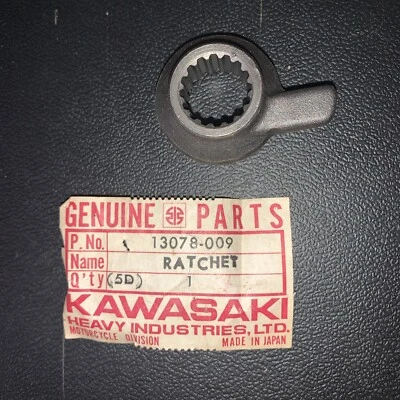 GENUINE PARTS
P. No. 13078-009
Name RATCHET
Q'ty (5D) 1
KAWASAKI
HEAVY INDUSTRIES, LTD.
MOTORCYCLE DIVISION MADE IN JAPAN